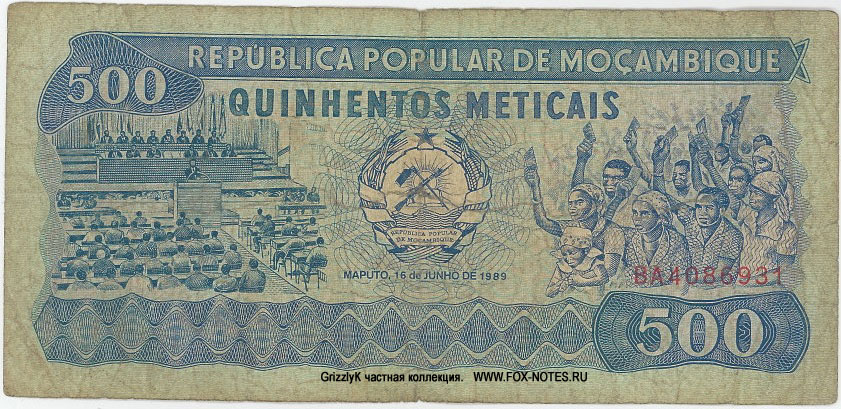 REPÚBLICA POPULAR DE MOÇAMBIQUE
500
QUINHENTOS METICAIS
REPÚBLICA POPULAR
DE MOÇAMBIQUE
MAPUTO, 16 de JUNHO DE 1989
BA4086931
500
GrizzlyK частная коллекция. WWW.FOX-NOTES.RU